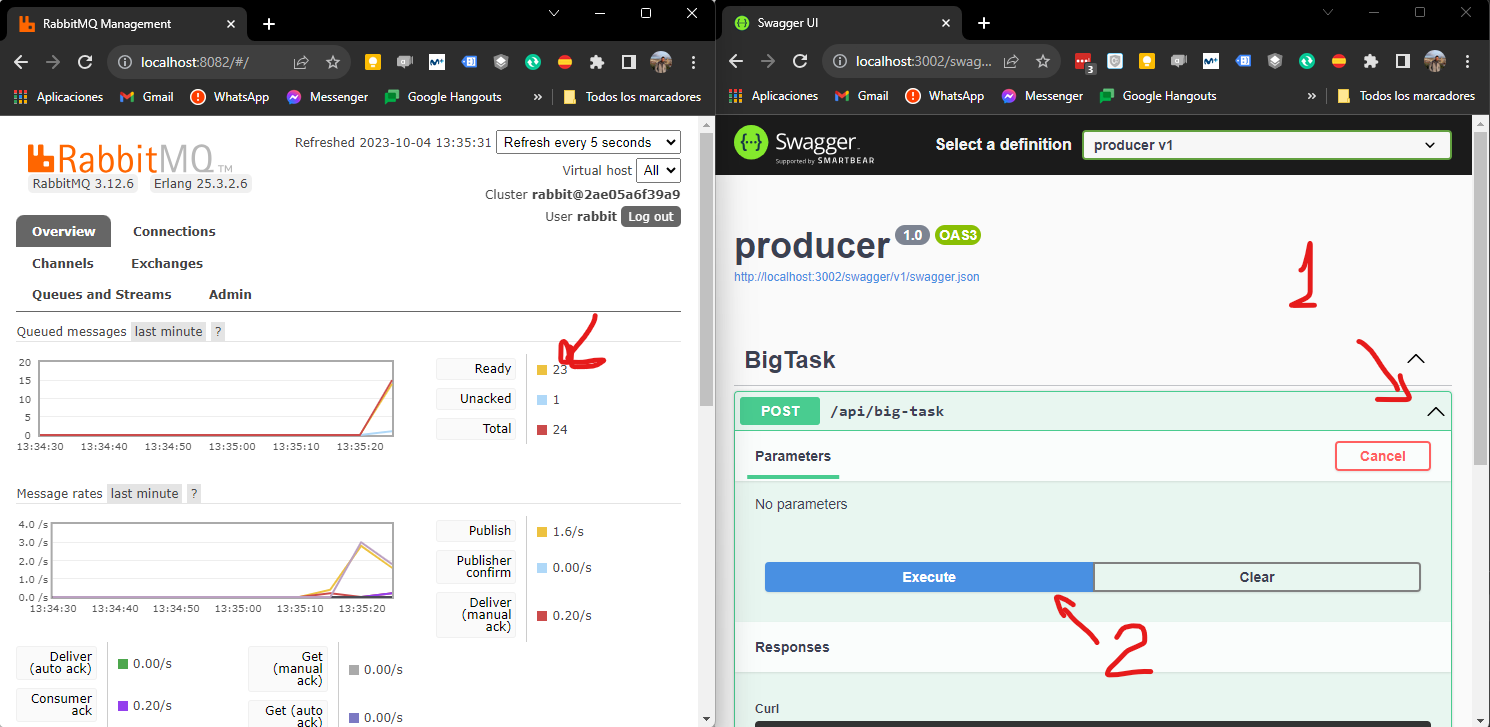 RabbitMQ Management
localhost:8082/#/
Aplicaciones Gmail WhatsApp Messenger Google Hangouts » Todos los marcadores
Refreshed 2023-10-04 13:35:31 Refresh every 5 seconds
RabbitMQ TM
Virtual host All
RabbitMQ 3.12.6 Erlang 25.3.2.6
Cluster rabbit@2ae05a6f39a9
User rabbit Log out
Overview Connections
Channels Exchanges
Queues and Streams Admin
Queued messages last minute ?
20
15
10
5
0
13:34:30 13:34:40 13:34:50 13:35:00 13:35:10 13:35:20
Ready 23
Unacked 1
Total 24
Message rates last minute ?
4.0 /s
3.0 /s
2.0 /s
1.0 /s
0.0 /s
13:34:30 13:34:40 13:34:50 13:35:00 13:35:10 13:35:20
Publish 1.6/s
Publisher
confirm 0.00/s
Deliver
(manual
ack) 0.20/s
Deliver
(auto ack) 0.00/s
Get
(manual
ack) 0.00/s
Consumer
ack 0.20/s
Get (auto
ack) 0.00/s
Swagger UI
localhost:3002/swag...
3
Aplicaciones Gmail WhatsApp Messenger Google Hangouts » Todos los marcadores
{...} Swagger.
Supported by SMARTBEAR
Select a definition producer v1
producer 1.0 OAS3
http://localhost:3002/swagger/v1/swagger.json
1
BigTask
POST /api/big-task
Parameters Cancel
No parameters
Execute Clear
2
Responses
Curl